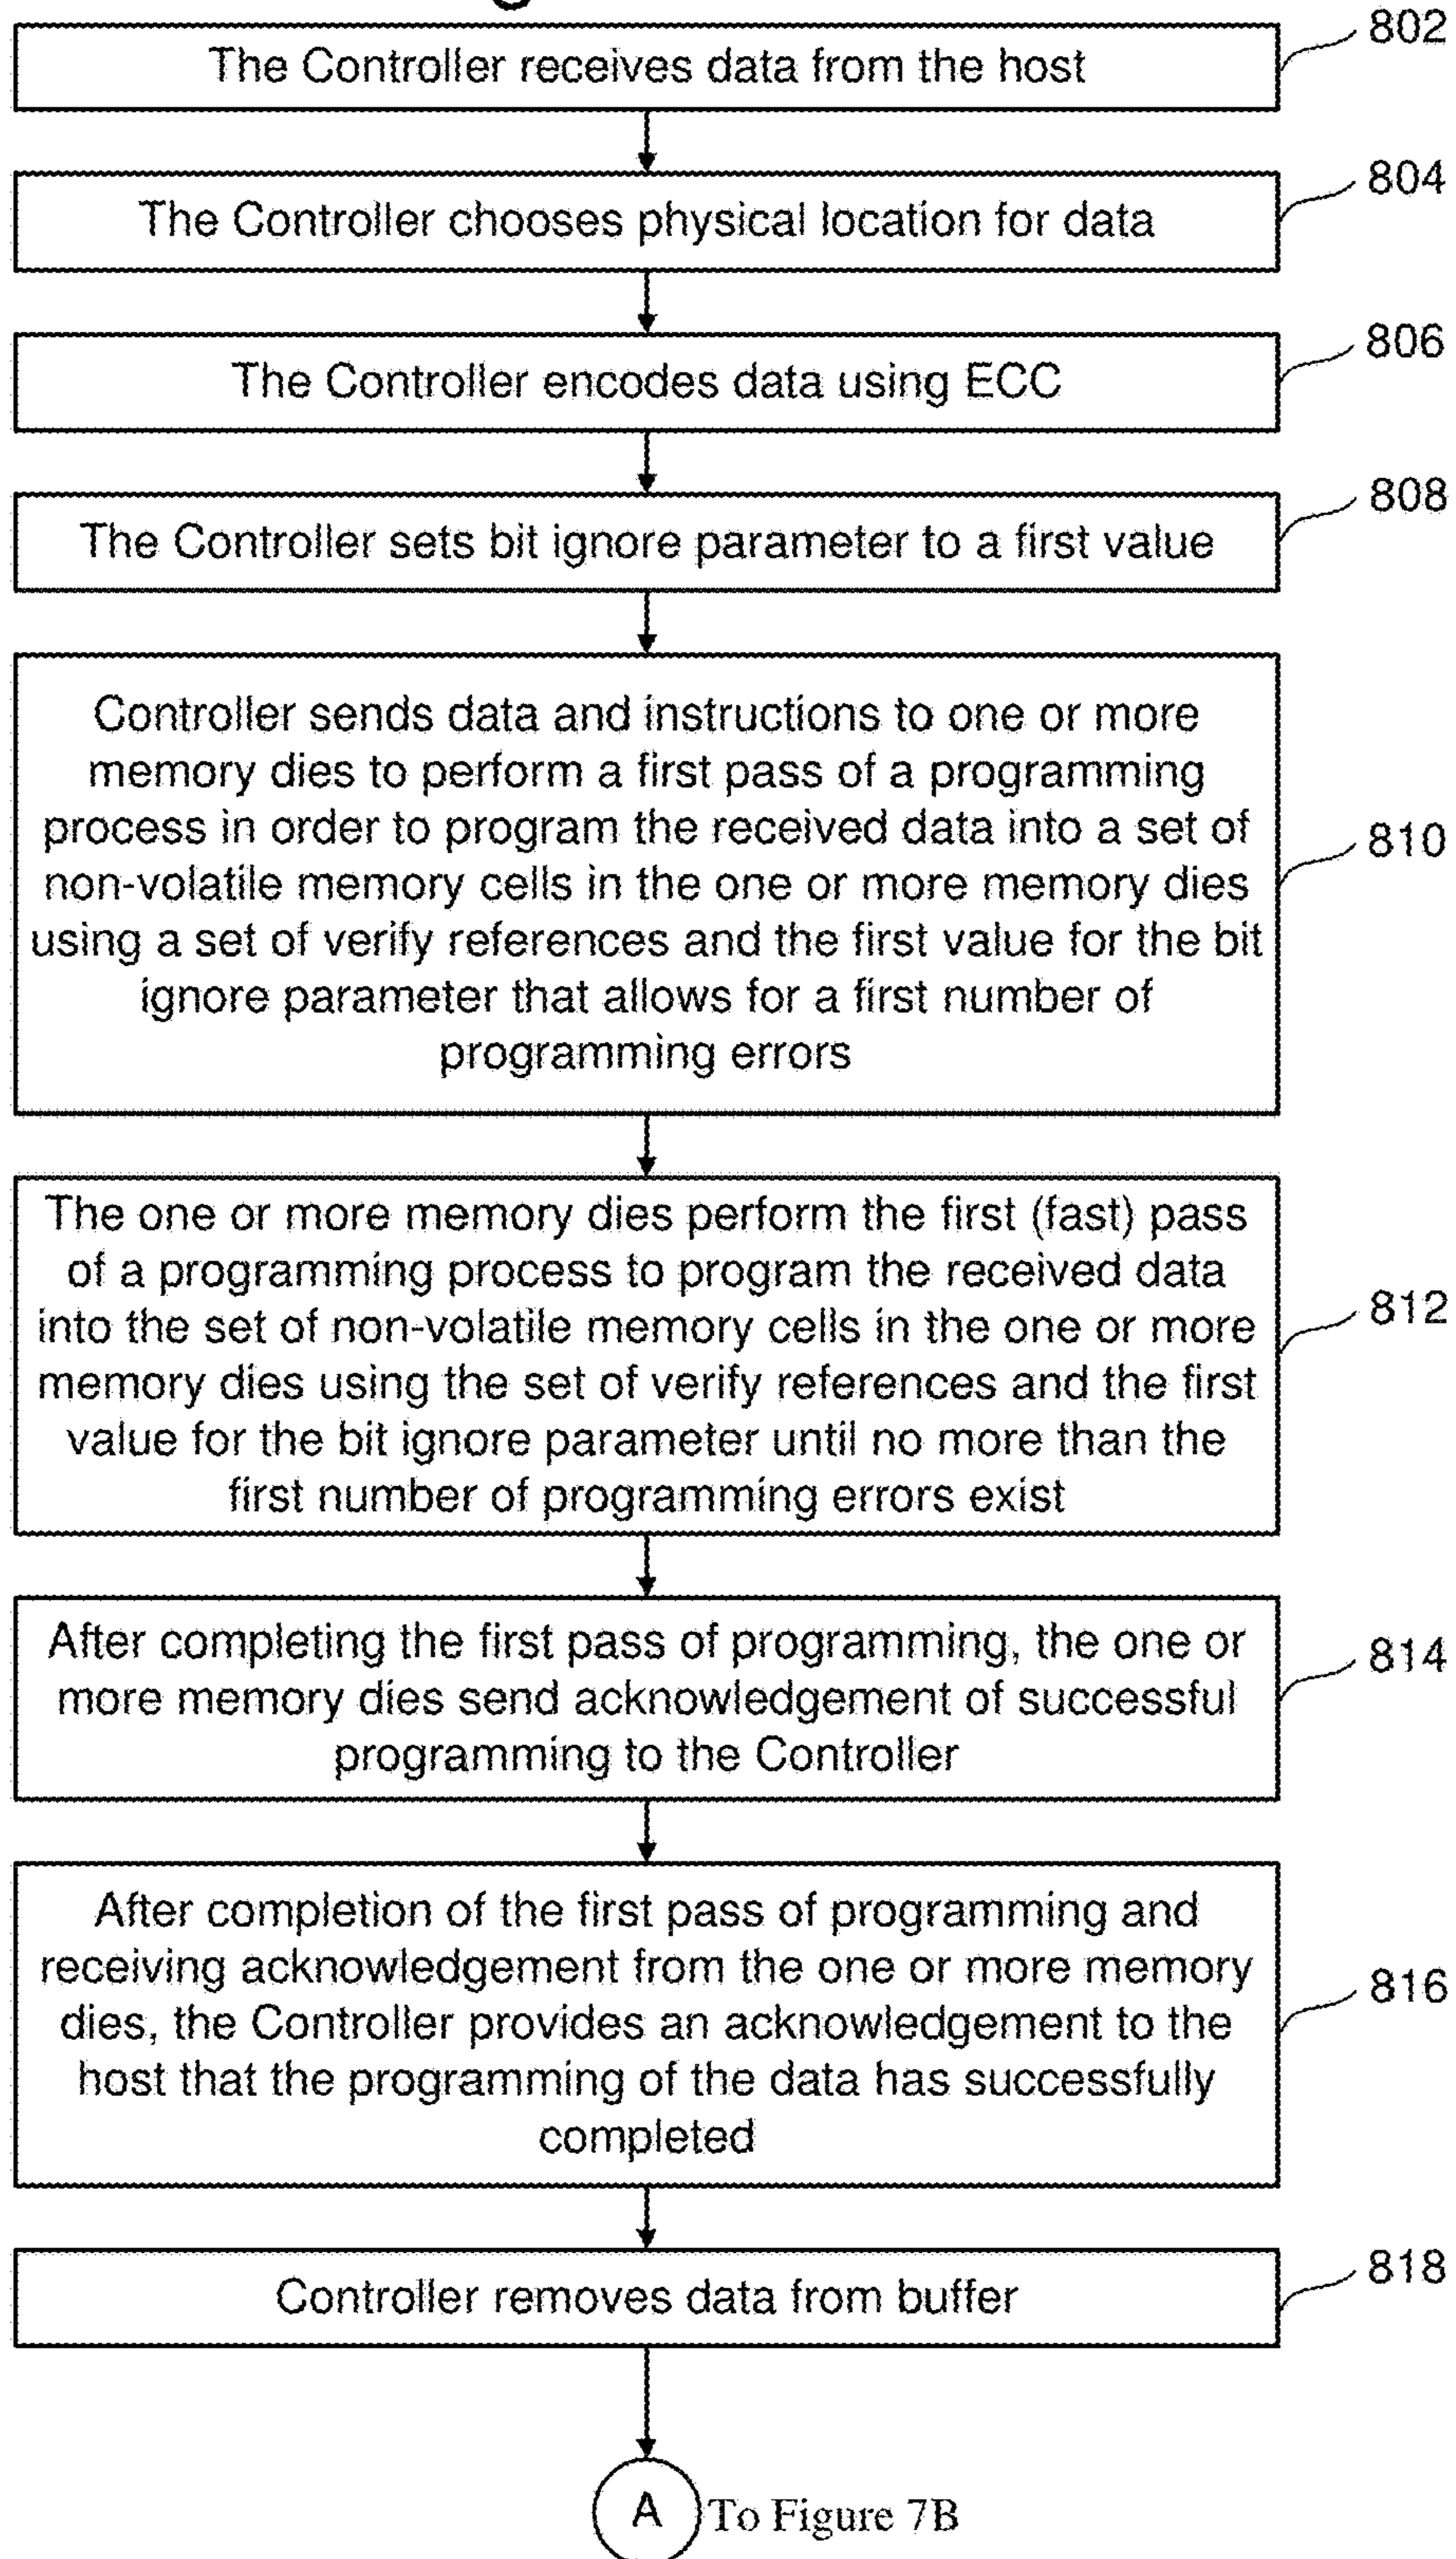 The Controller receives data from the host
802
The Controller chooses physical location for data
804
The Controller encodes data using ECC
806
The Controller sets bit ignore parameter to a first value
808
Controller sends data and instructions to one or more
memory dies to perform a first pass of a programming
process in order to program the received data into a set of
non-volatile memory cells in the one or more memory dies
using a set of verify references and the first value for the bit
ignore parameter that allows for a first number of
programming errors
810
The one or more memory dies perform the first (fast) pass
of a programming process to program the received data
into the set of non-volatile memory cells in the one or more
memory dies using the set of verify references and the first
value for the bit ignore parameter until no more than the
first number of programming errors exist
812
After completing the first pass of programming, the one or
more memory dies send acknowledgement of successful
programming to the Controller
814
After completion of the first pass of programming and
receiving acknowledgement from the one or more memory
dies, the Controller provides an acknowledgement to the
host that the programming of the data has successfully
completed
816
Controller removes data from buffer
818
A To Figure 7B